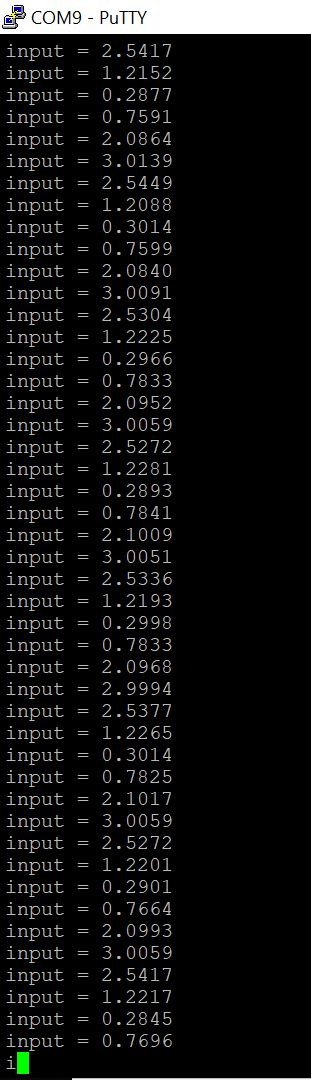 COM9 - PuTTY
input = 2.5417
input = 1.2152
input = 0.2877
input = 0.7591
input = 2.0864
input = 3.0139
input = 2.5449
input = 1.2088
input = 0.3014
input = 0.7599
input = 2.0840
input = 3.0091
input = 2.5304
input = 1.2225
input = 0.2966
input = 0.7833
input = 2.0952
input = 3.0059
input = 2.5272
input = 1.2281
input = 0.2893
input = 0.7841
input = 2.1009
input = 3.0051
input = 2.5336
input = 1.2193
input = 0.2998
input = 0.7833
input = 2.0968
input = 2.9994
input = 2.5377
input = 1.2265
input = 0.3014
input = 0.7825
input = 2.1017
input = 3.0059
input = 2.5272
input = 1.2201
input = 0.2901
input = 0.7664
input = 2.0993
input = 3.0059
input = 2.5417
input = 1.2217
input = 0.2845
input = 0.7696
i